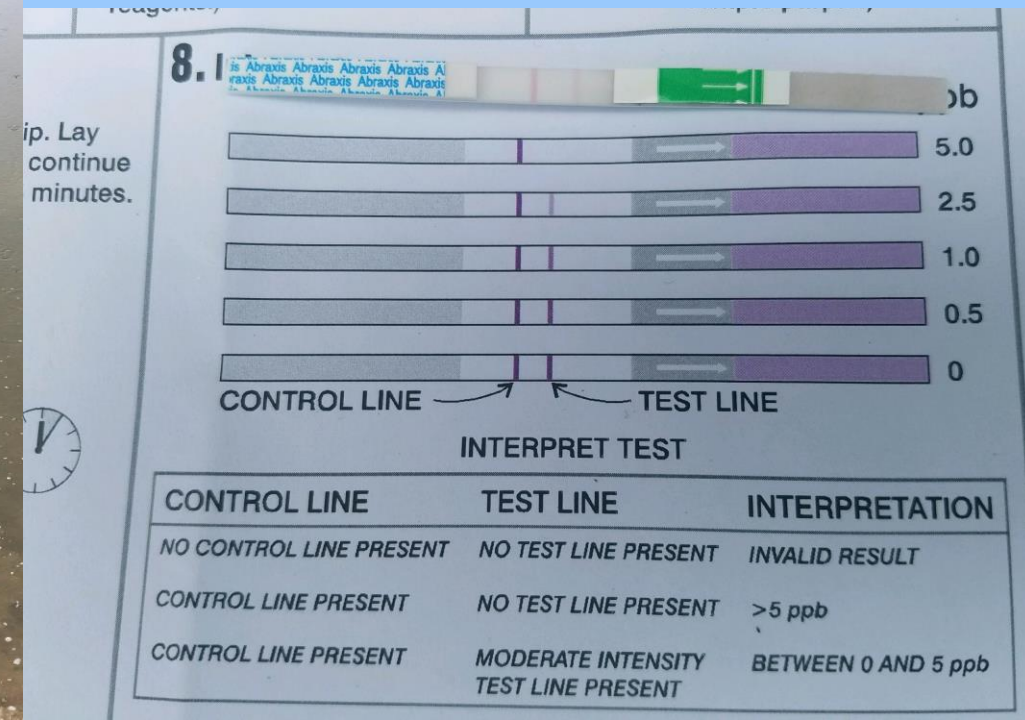 8.
is Abraxis Abraxis Abraxis Abraxis A
raxis Abraxis Abraxis Abraxis Abraxis
pb
ip. Lay
continue
minutes.
5.0
2.5
1.0
0.5
0
CONTROL LINE
TEST LINE
INTERPRET TEST
CONTROL LINE TEST LINE INTERPRETATION
NO CONTROL LINE PRESENT NO TEST LINE PRESENT INVALID RESULT
CONTROL LINE PRESENT NO TEST LINE PRESENT >5 ppb
CONTROL LINE PRESENT MODERATE INTENSITY BETWEEN 0 AND 5 ppb
TEST LINE PRESENT